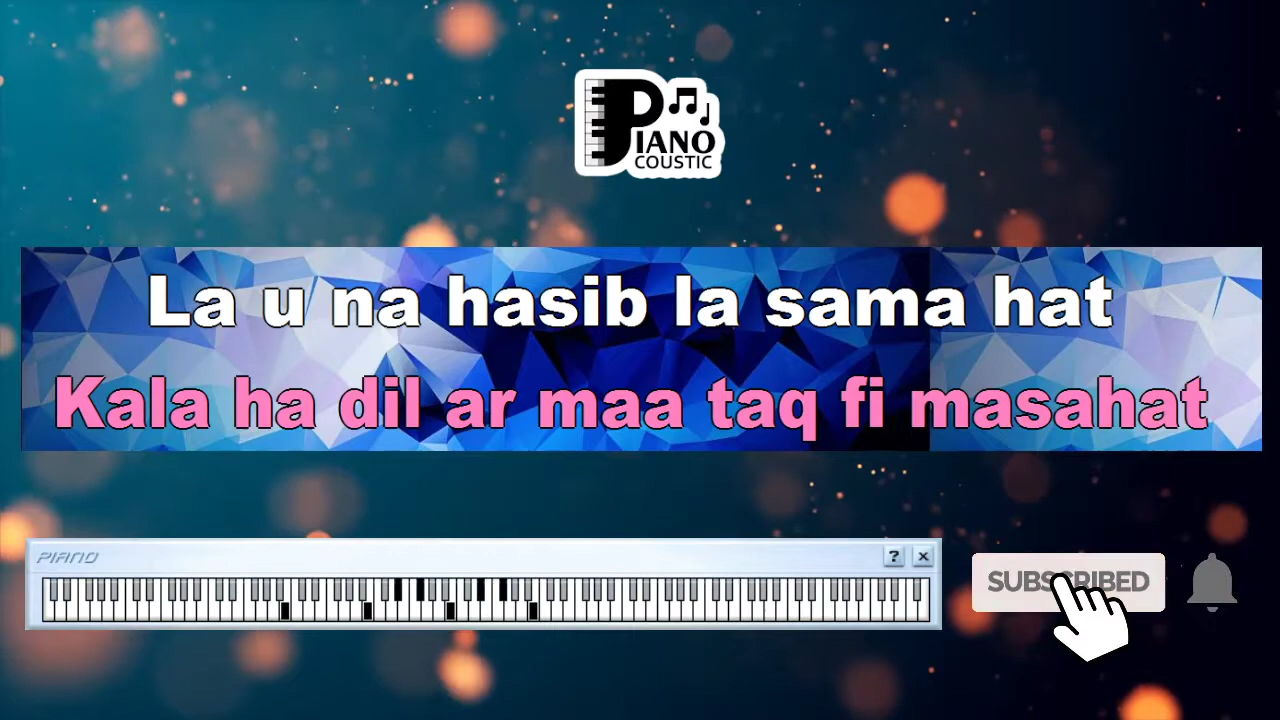 PIANO
COUSTIC
La u na hasib la sama hat
Kala ha dil ar maa taq fi masahat
PIANO
?
SUBSCRIBED